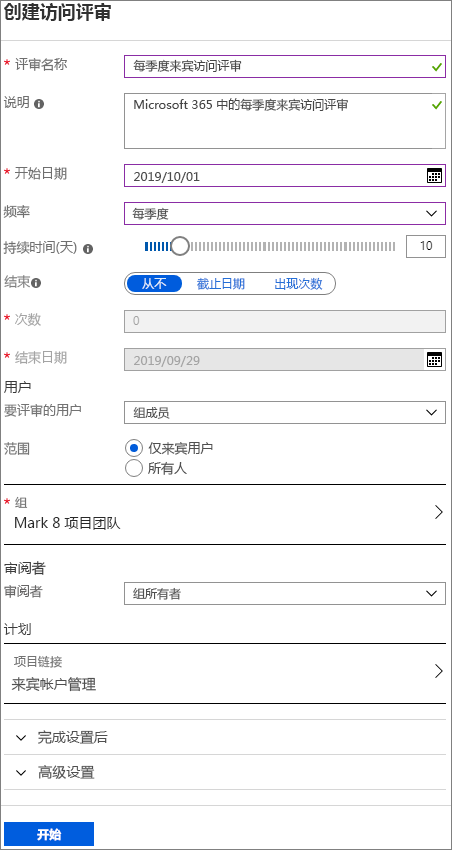 创建访问评审
* 评审名称 每季度来宾访问评审
说明 Microsoft 365 中的每季度来宾访问评审
* 开始日期 2019/10/01
频率 每季度
持续时间(天) 10
结束 从不 截止日期 出现次数
* 次数 0
* 结束日期 2019/09/29
用户
要评审的用户 组成员
范围 仅来宾用户
所有人
* 组
Mark 8 项目团队
审阅者
审阅者 组所有者
计划
项目链接
来宾帐户管理
完成设置后
高级设置
开始